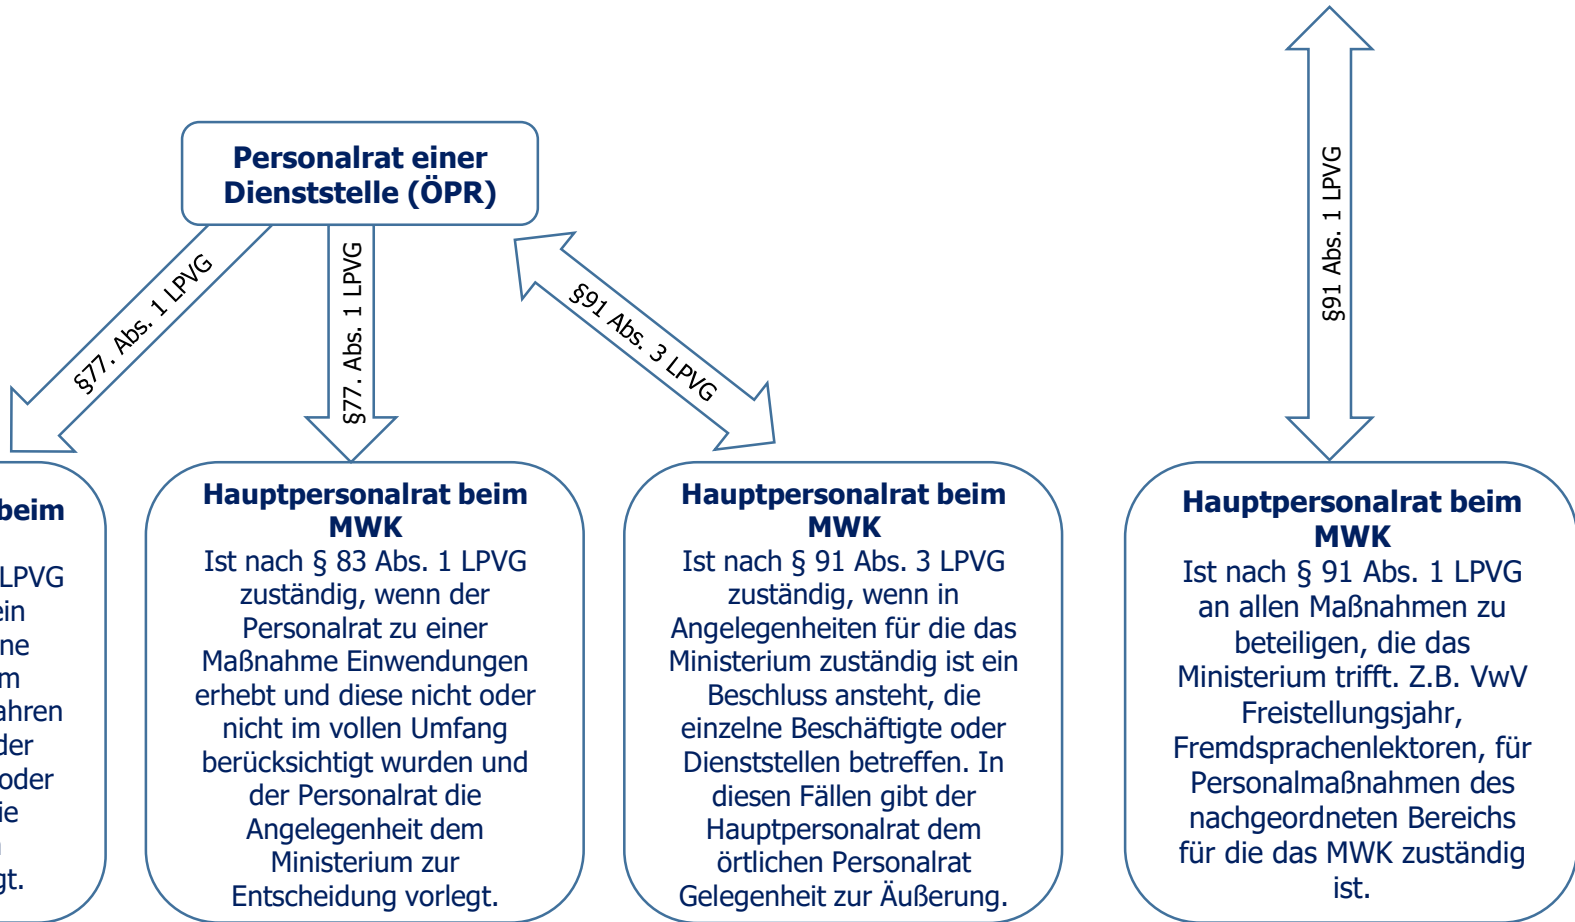 Personalrat einer
Dienststelle (ÖPR)
§77. Abs. 1 LPVG
§77. Abs. 1 LPVG
§91 Abs. 3 LPVG
§91 Abs. 1 LPVG
beim
LPVG
oder
Hauptpersonalrat beim
MWK
Ist nach § 83 Abs. 1 LPVG
zuständig, wenn der
Personalrat zu einer
Maßnahme Einwendungen
erhebt und diese nicht oder
nicht im vollen Umfang
berücksichtigt wurden und
der Personalrat die
Angelegenheit dem
Ministerium zur
Entscheidung vorlegt.
Hauptpersonalrat beim
MWK
Ist nach § 91 Abs. 3 LPVG
zuständig, wenn in
Angelegenheiten für die das
Ministerium zuständig ist ein
Beschluss ansteht, die
einzelne Beschäftigte oder
Dienststellen betreffen. In
diesen Fällen gibt der
Hauptpersonalrat dem
örtlichen Personalrat
Gelegenheit zur Äußerung.
Hauptpersonalrat beim
MWK
Ist nach § 91 Abs. 1 LPVG
an allen Maßnahmen zu
beteiligen, die das
Ministerium trifft. Z.B. VwV
Freistellungsjahr,
Fremdsprachenlektoren, für
Personalmaßnahmen des
nachgeordneten Bereichs
für die das MWK zuständig
ist.